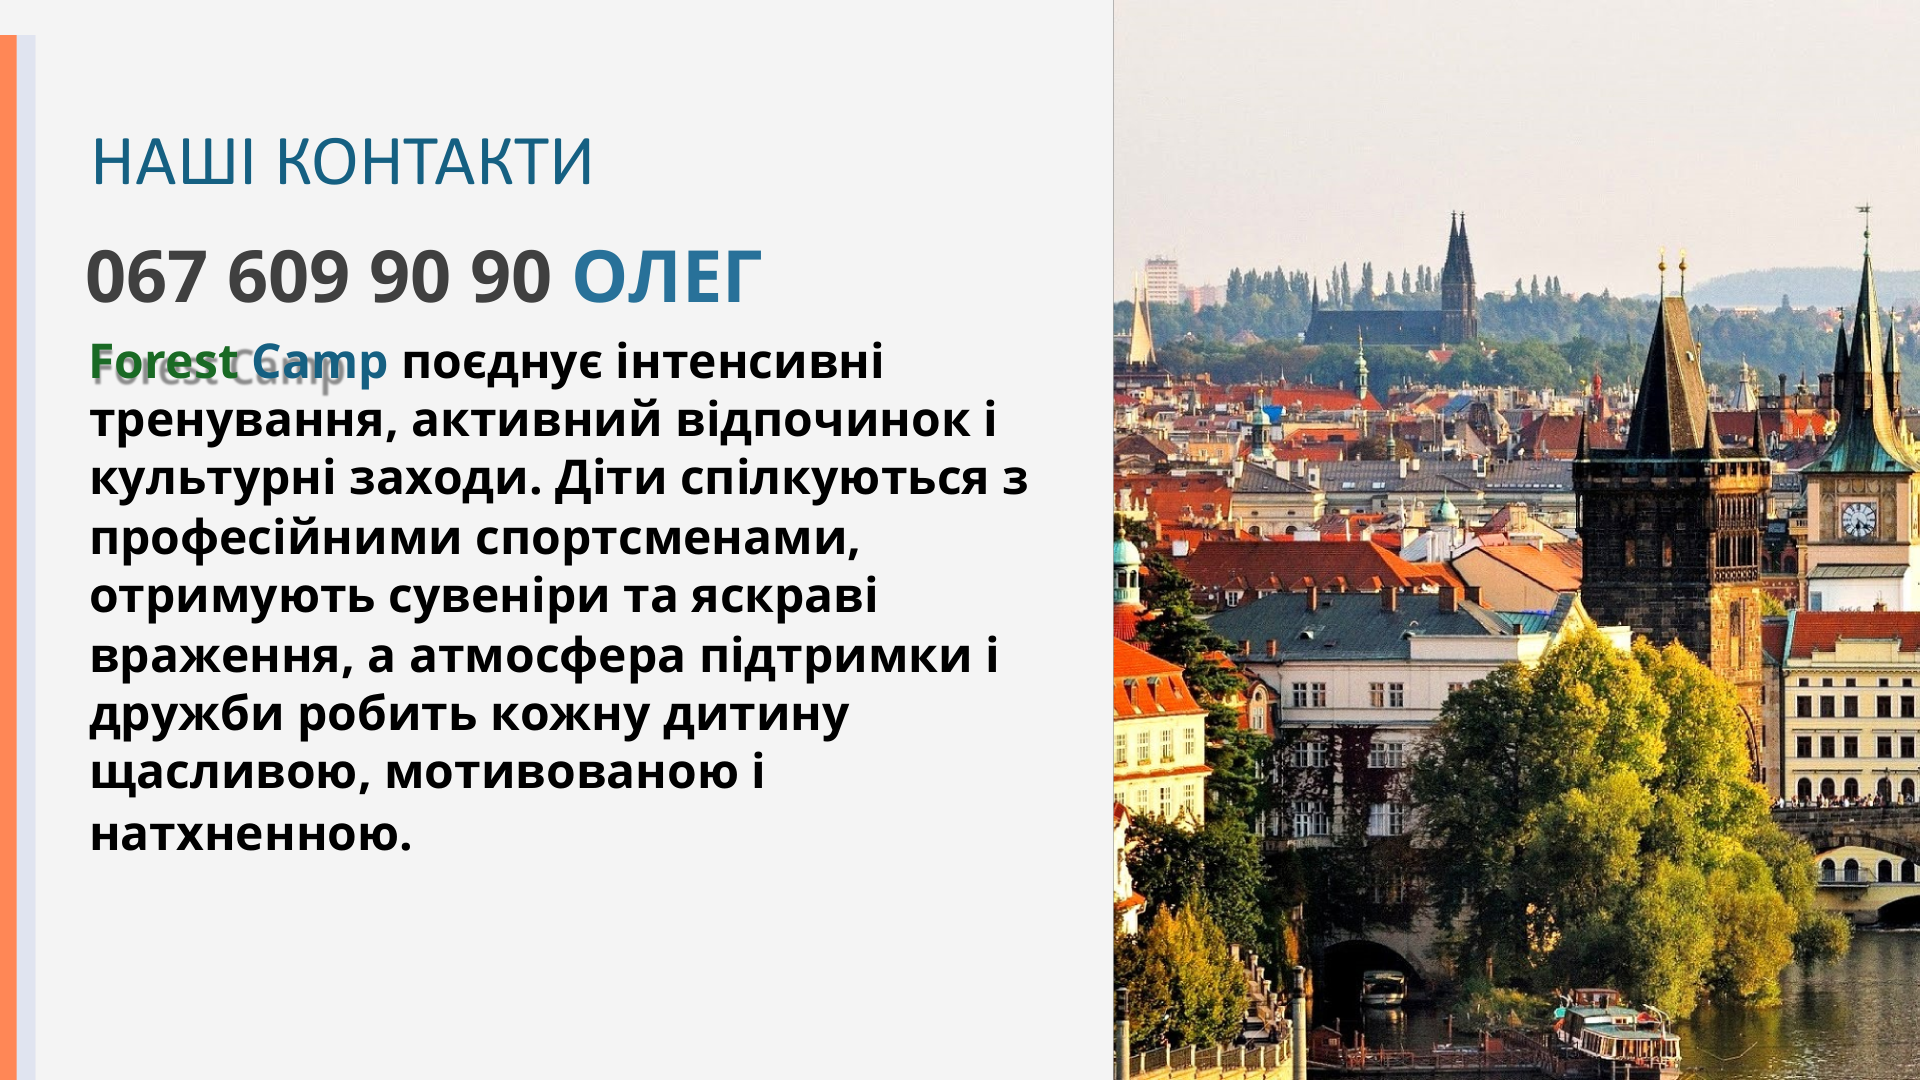 НАШІ КОНТАКТИ
067 609 90 90 ОЛЕГ
Forest Camp поєднує інтенсивні
тренування, активний відпочинок і
культурні заходи. Діти спілкуються з
професійними спортсменами,
отримують сувеніри та яскраві
враження, а атмосфера підтримки і
дружби робить кожну дитину
щасливою, мотивованою і
натхненною.